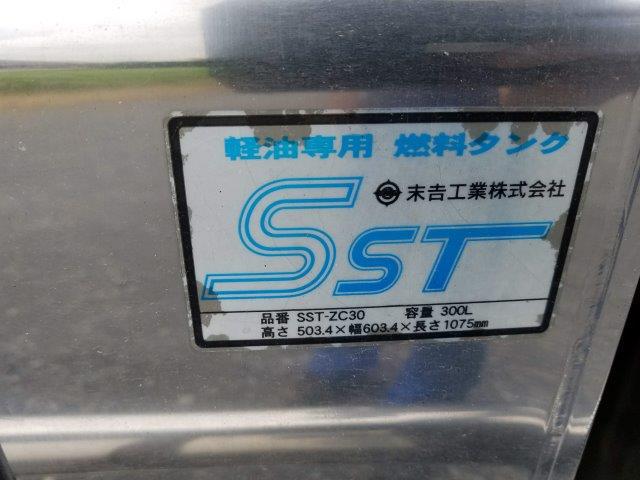 軽油専用 燃料タンク
末吉工業株式会社
SST
品番 SST-ZC30 容量 300L
高さ 503.4×幅603.4×長さ1075mm